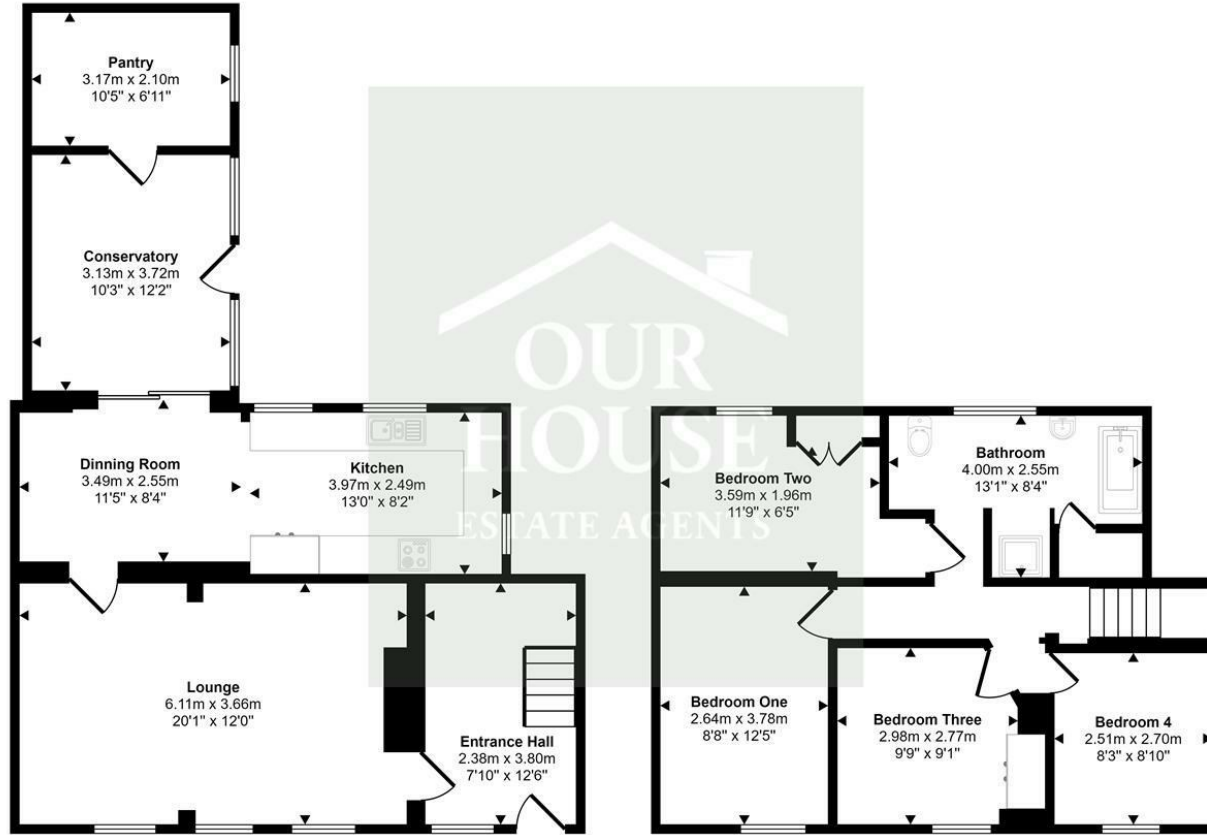 Pantry
3.17m x 2.10m
10'5" x 6'11"
Conservatory
3.13m x 3.72m
10'3" x 12'2"
Dinning Room
3.49m x 2.55m
11'5" x 8'4"
Kitchen
3.97m x 2.49m
13'0" x 8'2"
Lounge
6.11m x 3.66m
20'1" x 12'0"
Entrance Hall
2.38m x 3.80m
7'10" x 12'6"
OUR
HOUSE
ESTATE AGENTS
Bedroom Two
3.59m x 1.96m
11'9" x 6'5"
Bathroom
4.00m x 2.55m
13'1" x 8'4"
Bedroom One
2.64m x 3.78m
8'8" x 12'5"
Bedroom Three
2.98m x 2.77m
9'9" x 9'1"
Bedroom 4
2.51m x 2.70m
8'3" x 8'10"